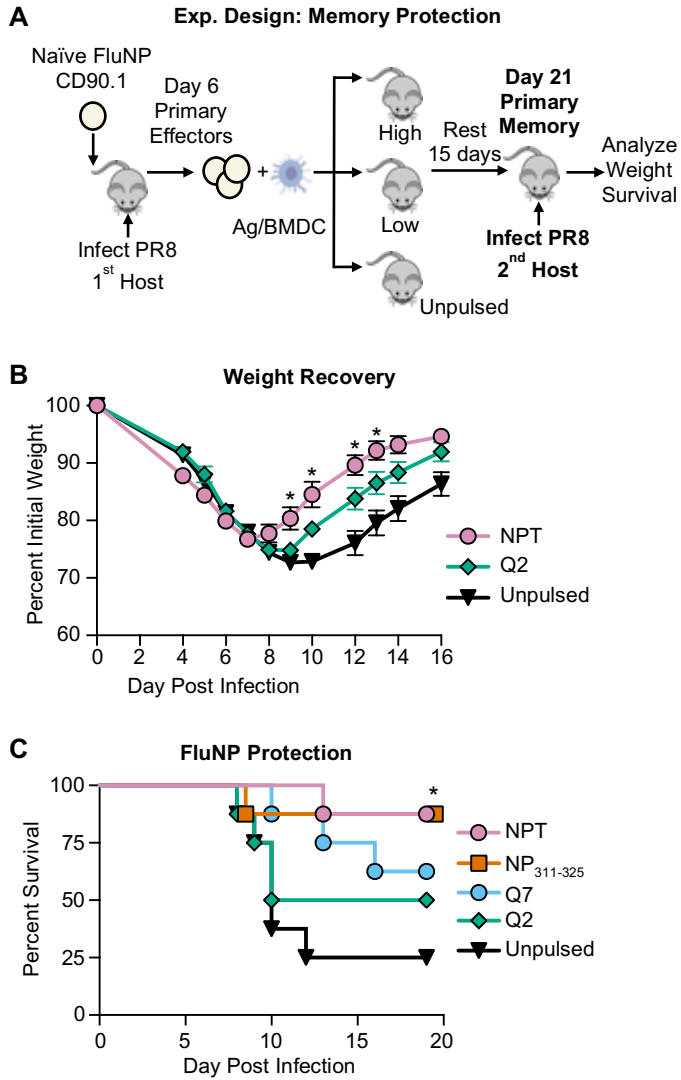 A
Exp. Design: Memory Protection
Naïve FluNP
CD90.1
Infect PR8
1st Host
Day 6
Primary
Effectors
+
Ag/BMDC
High
Low
Unpulsed
Rest
15 days
Day 21
Primary
Memory
Infect PR8
2nd Host
Analyze
Weight
Survival
B
Weight Recovery
Percent Initial Weight
100
90
80
70
60
* * * *
0 2 4 6 8 10 12 14 16
Day Post Infection
NPT
Q2
Unpulsed
C
FluNP Protection
Percent Survival
100
75
50
25
0
*
0 5 10 15 20
Day Post Infection
NPT
NP311-325
Q7
Q2
Unpulsed